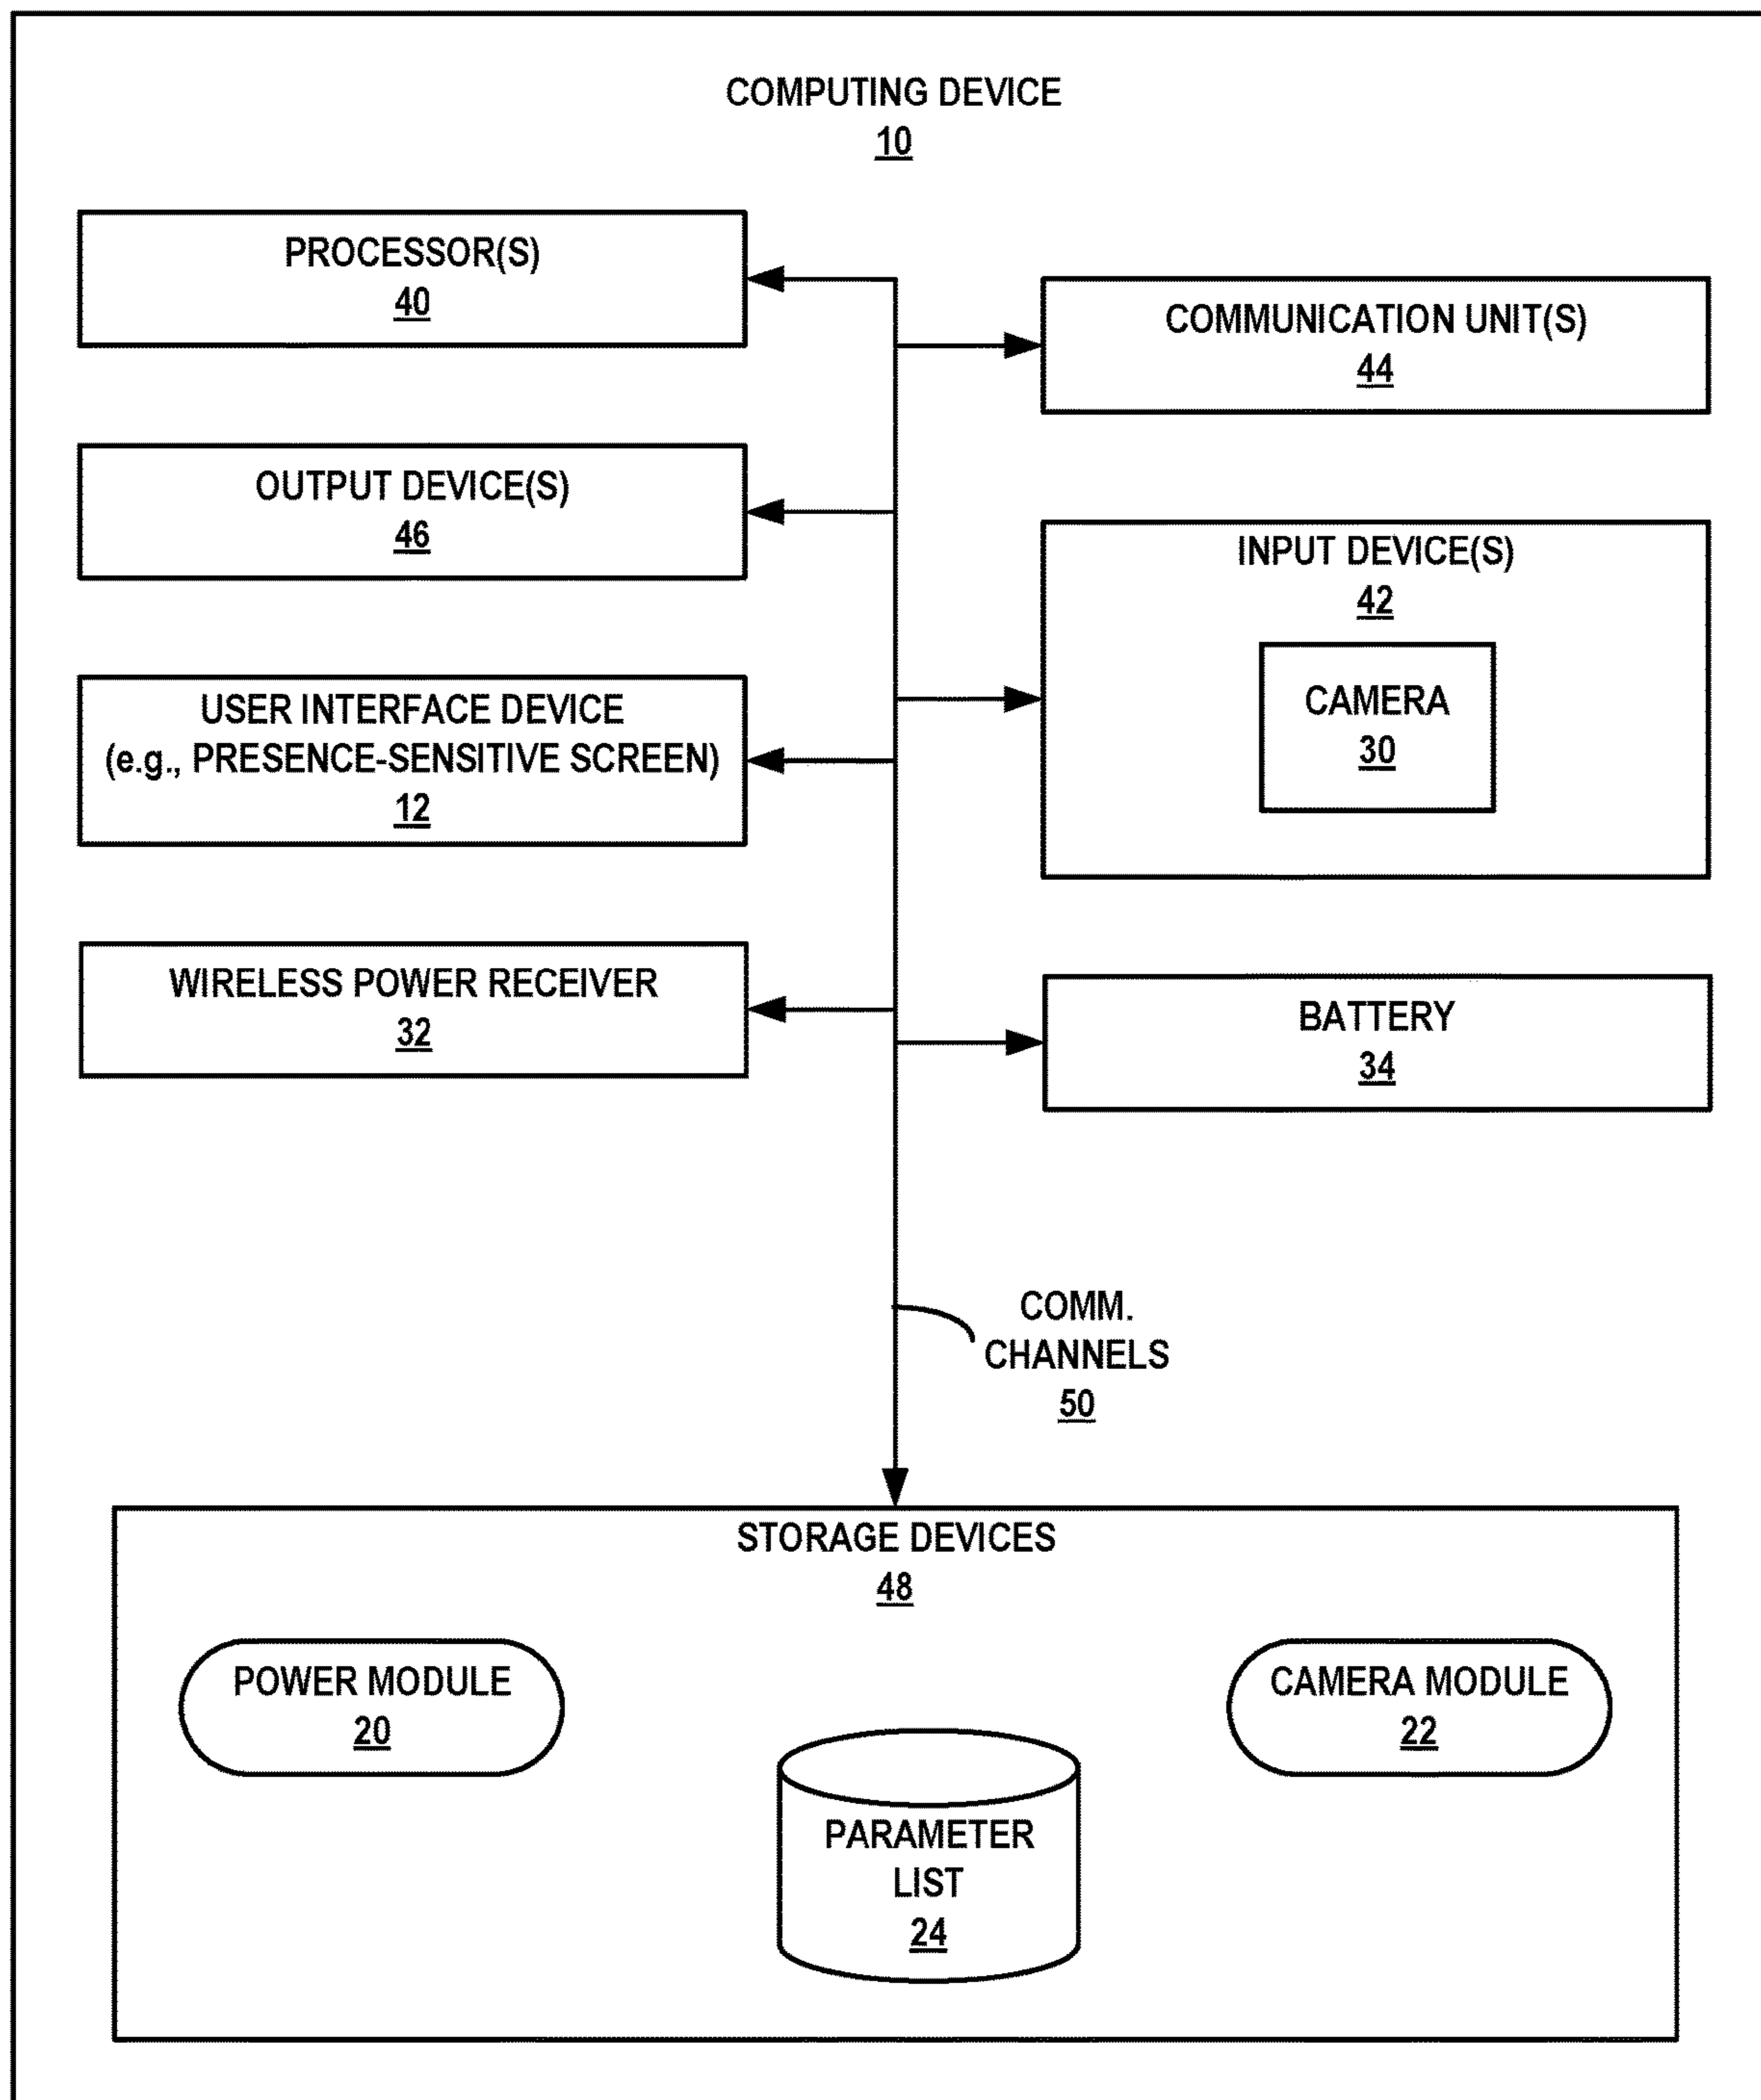 COMPUTING DEVICE
10
PROCESSOR(S)
40
COMMUNICATION UNIT(S)
44
OUTPUT DEVICE(S)
46
INPUT DEVICE(S)
42
CAMERA
30
USER INTERFACE DEVICE
(e.g., PRESENCE-SENSITIVE SCREEN)
12
WIRELESS POWER RECEIVER
32
BATTERY
34
COMM.
CHANNELS
50
STORAGE DEVICES
48
POWER MODULE
20
CAMERA MODULE
22
PARAMETER
LIST
24